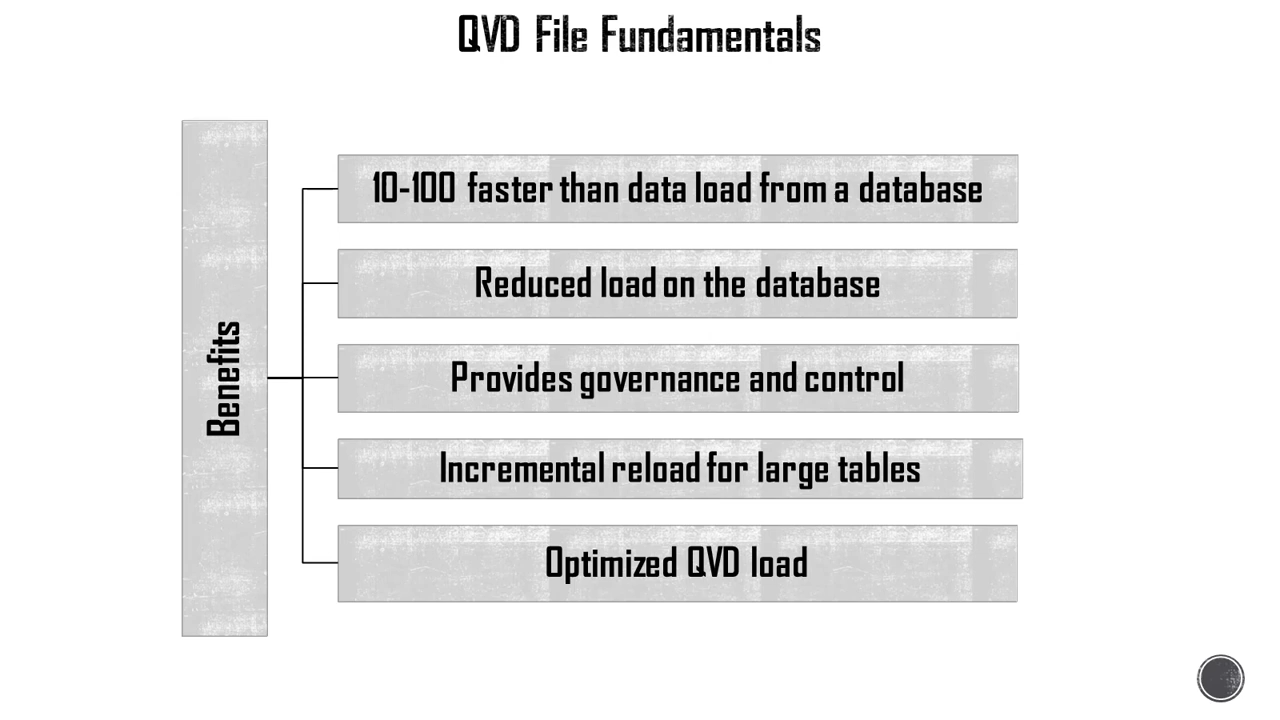 QVD File Fundamentals
Benefits
10-100 faster than data load from a database
Reduced load on the database
Provides governance and control
Incremental reload for large tables
Optimized QVD load